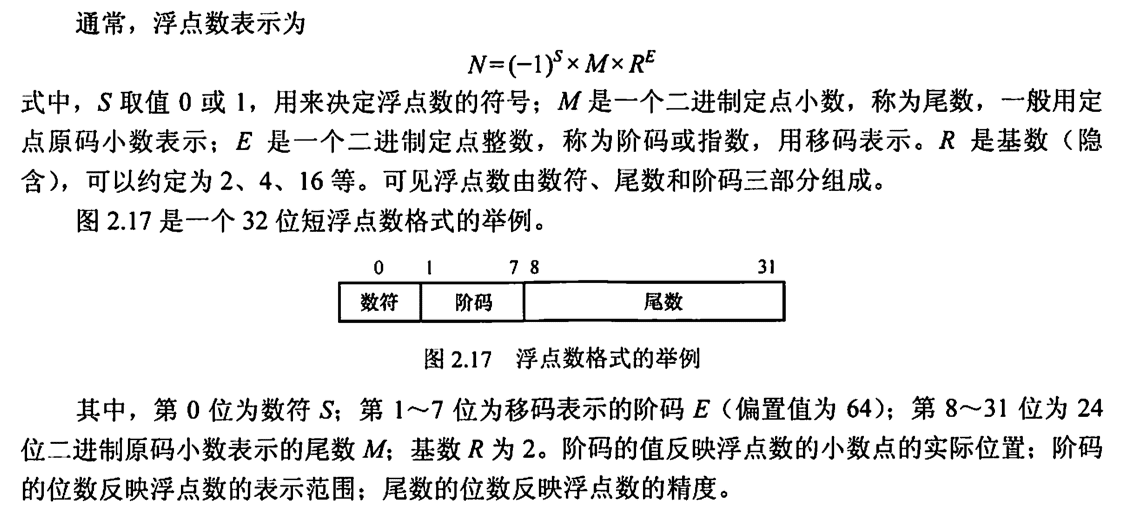 通常，浮点数表示为
N=(−1)^S × M × R^E
式中，S 取值 0 或 1，用来决定浮点数的符号；M 是一个二进制定点小数，称为尾数，一般用定
点原码小数表示；E 是一个二进制定点整数，称为阶码或指数，用移码表示。R 是基数（隐
含），可以约定为 2、4、16 等。可见浮点数由数符、尾数和阶码三部分组成。
图 2.17 是一个 32 位短浮点数格式的举例。
0 1 7 8 31
数符 阶码 尾数
图 2.17 浮点数格式的举例
其中，第 0 位为数符 S；第 1～7 位为移码表示的阶码 E（偏置值为 64）；第 8～31 位为 24
位二进制原码小数表示的尾数 M；基数 R 为 2。阶码的值反映浮点数的小数点的实际位置；阶码
的位数反映浮点数的表示范围；尾数的位数反映浮点数的精度。